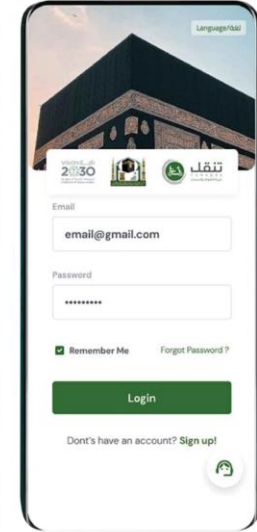 Language/اللغة
2030
تنقل
Email
email@gmail.com
Password
Remember Me
Forgot Password ?
Login
Dont's have an account? Sign up!